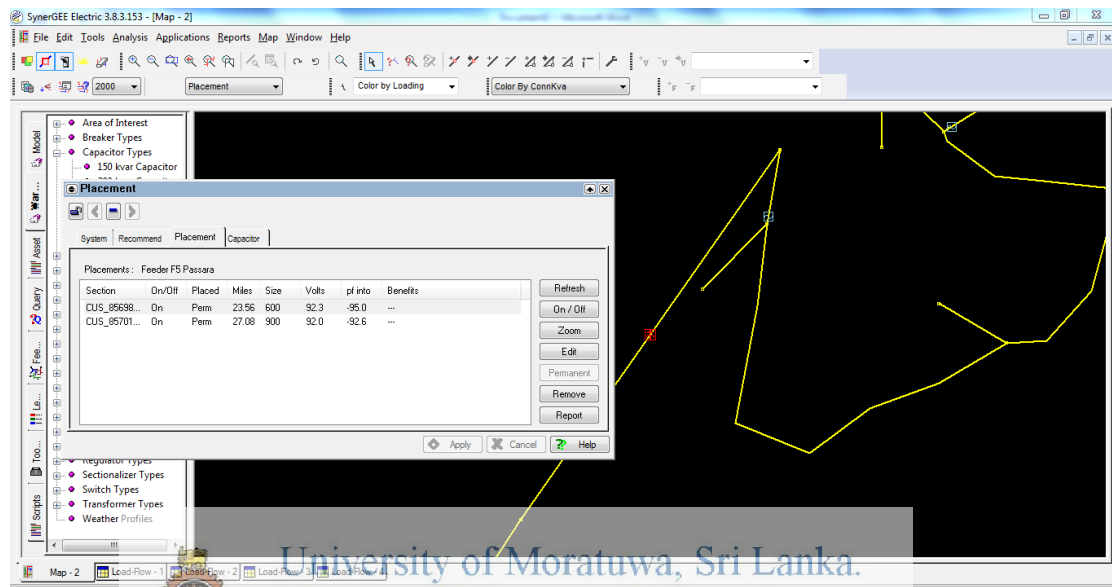 SynerGEE Electric 3.8.3.153 - [Map - 2]
File Edit Tools Analysis Applications Reports Map Window Help
2000 Placement Color by Loading Color By ConnKva
Model
Asset
Query
Fee...
Le...
Too...
Scripts
Area of Interest
Breaker Types
Capacitor Types
150 kvar Capacitor
Placement
System Recommend Placement Capacitor
Placements : Feeder F5 Passara
Section On/Off Placed Miles Size Volts pf into Benefits
CUS_85698... On Perm 23.56 600 92.3 -95.0 ---
CUS_85701... On Perm 27.08 900 92.0 -92.6 ---
Refresh
On / Off
Zoom
Edit
Permanent
Remove
Report
Apply Cancel Help
Regulator Types
Sectionalizer Types
Switch Types
Transformer Types
Weather Profiles
University of Moratuwa, Sri Lanka.
Map - 2 Load-Flow - 1 Load-Flow - 2 Load-Flow - 3 Load-Flow - 4